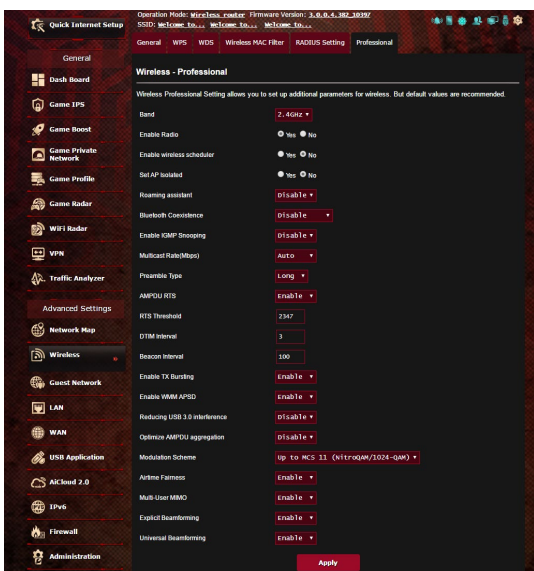 Quick Internet Setup
Operation Mode: Wireless router Firmware Version: 3.0.0.4.382_10397
SSID: Welcome to... Welcome to... Welcome to...
General WPS WDS Wireless MAC Filter RADIUS Setting Professional
General
Dash Board
Game IPS
Game Boost
Game Private
Network
Game Profile
Game Radar
WiFi Radar
VPN
Traffic Analyzer
Advanced Settings
Network Map
Wireless
Guest Network
LAN
WAN
USB Application
AiCloud 2.0
IPv6
Firewall
Administration
Wireless - Professional
Wireless Professional Setting allows you to set up additional parameters for wireless. But default values are recommended.
Band 2.4GHz
Enable Radio Yes No
Enable wireless scheduler Yes No
Set AP Isolated Yes No
Roaming assistant Disable
Bluetooth Coexistence Disable
Enable IGMP Snooping Disable
Multicast Rate(Mbps) Auto
Preamble Type Long
AMPDU RTS Enable
RTS Threshold 2347
DTIM Interval 3
Beacon Interval 100
Enable TX Bursting Enable
Enable WMM APSD Enable
Reducing USB 3.0 interference Disable
Optimize AMPDU aggregation Disable
Modulation Scheme Up to MCS 11 (NitroQAM/1024-QAM)
Airtime Fairness Enable
Multi-User MIMO Enable
Explicit Beamforming Enable
Universal Beamforming Enable
Apply